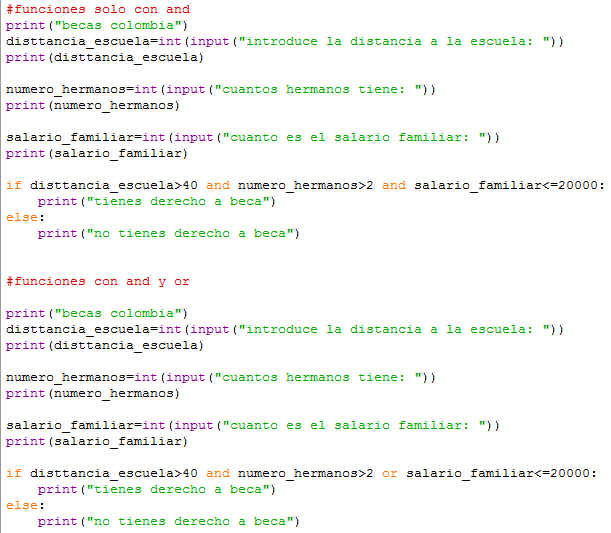 #funciones solo con and
print("becas colombia")
disttancia_escuela=int(input("introduce la distancia a la escuela: "))
print(disttancia_escuela)
numero_hermanos=int(input("cuantos hermanos tiene: "))
print(numero_hermanos)
salario_familiar=int(input("cuanto es el salario familiar: "))
print(salario_familiar)
if disttancia_escuela>40 and numero_hermanos>2 and salario_familiar<=20000:
    print("tienes derecho a beca")
else:
    print("no tienes derecho a beca")
#funciones con and y or
print("becas colombia")
disttancia_escuela=int(input("introduce la distancia a la escuela: "))
print(disttancia_escuela)
numero_hermanos=int(input("cuantos hermanos tiene: "))
print(numero_hermanos)
salario_familiar=int(input("cuanto es el salario familiar: "))
print(salario_familiar)
if disttancia_escuela>40 and numero_hermanos>2 or salario_familiar<=20000:
    print("tienes derecho a beca")
else:
    print("no tienes derecho a beca")